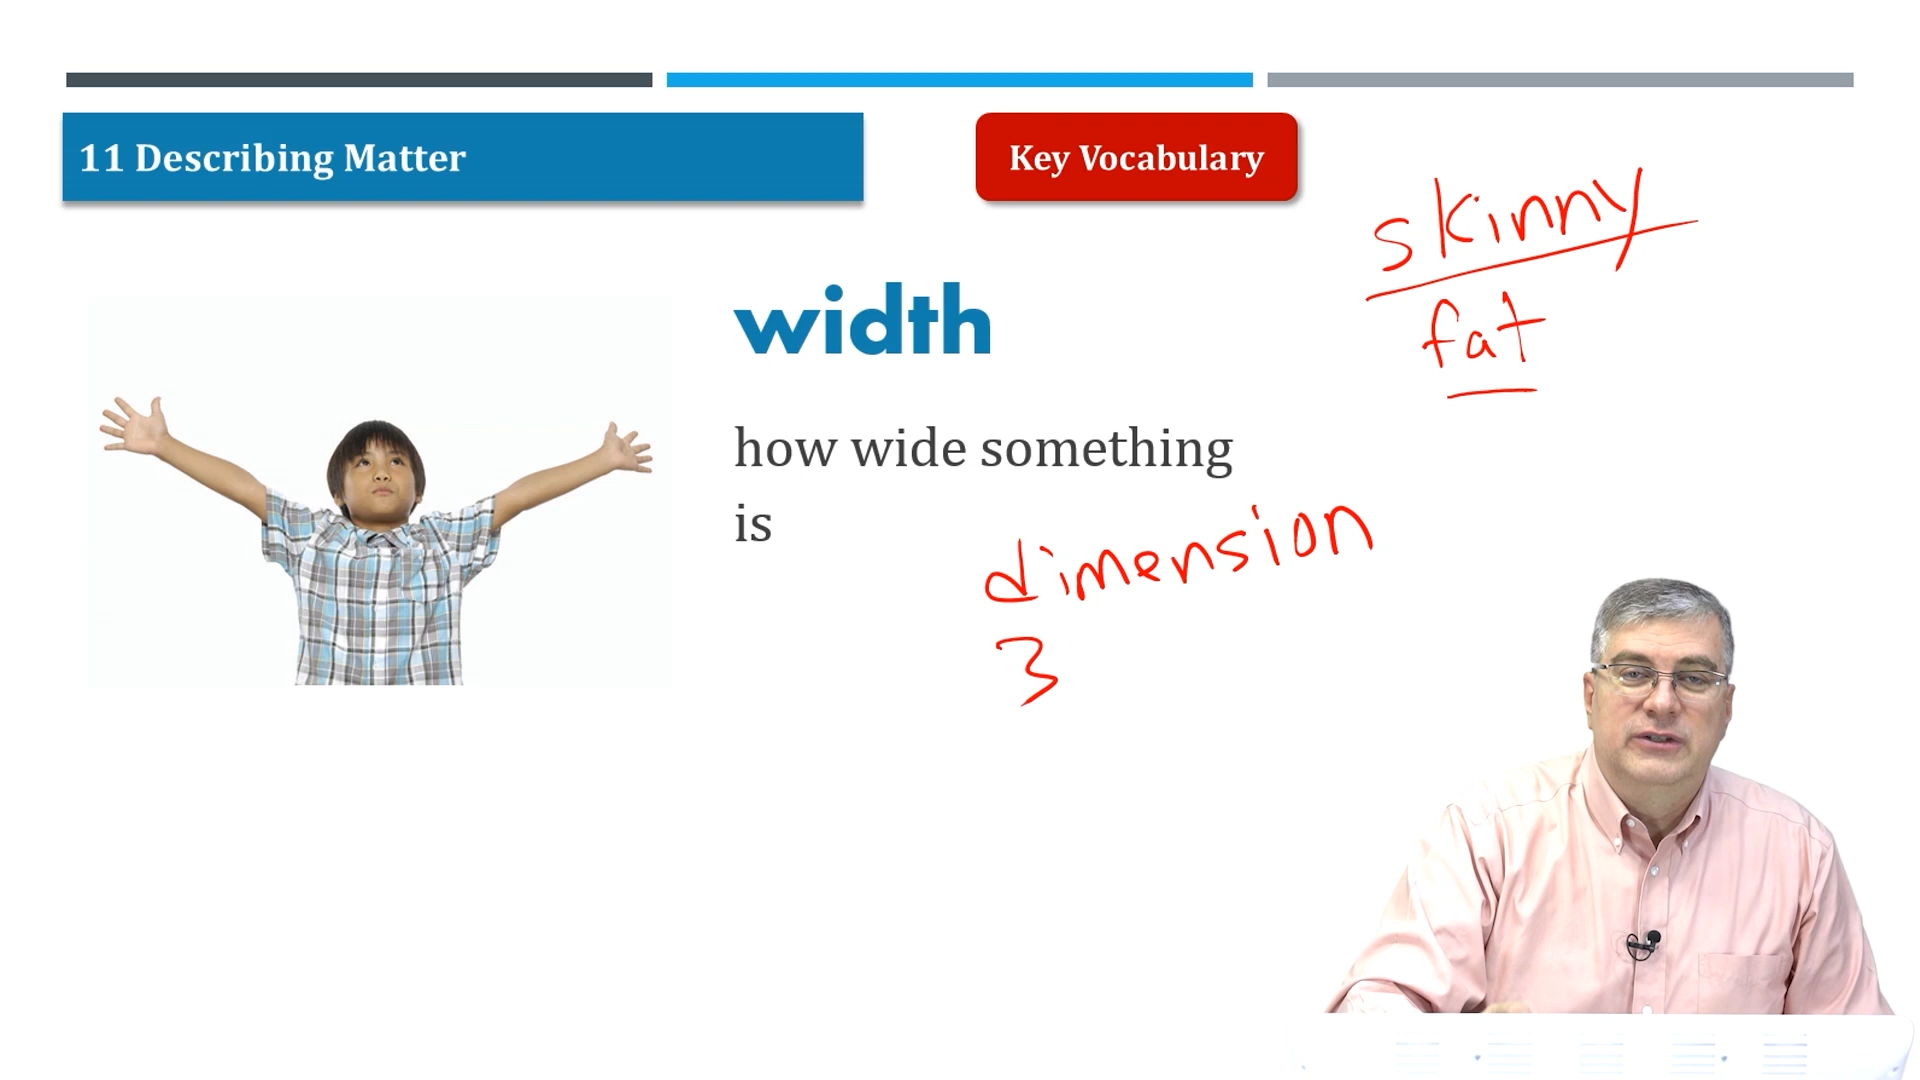 11 Describing Matter
Key Vocabulary
skinny
fat
width
how wide something
is
dimension
3